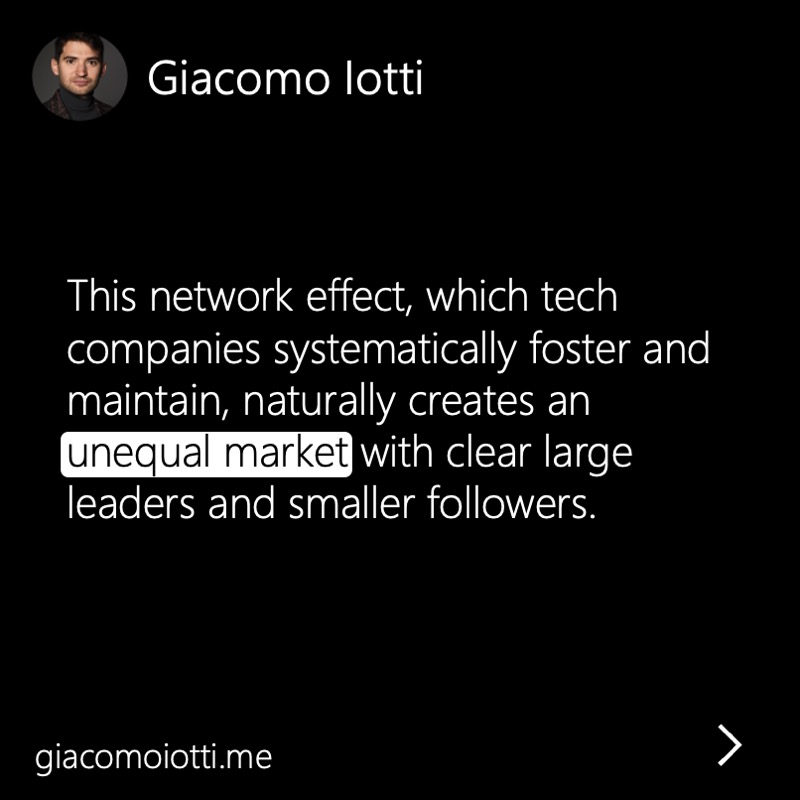 Giacomo Iotti
This network effect, which tech
companies systematically foster and
maintain, naturally creates an
unequal market with clear large
leaders and smaller followers.
giacomoiotti.me